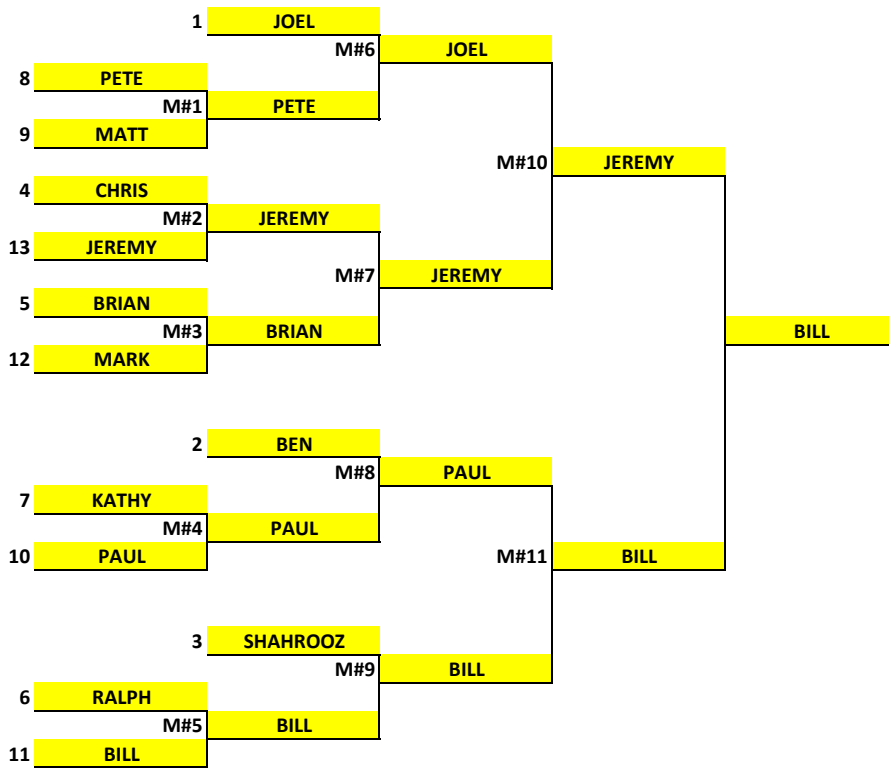 1 JOEL
M#6 JOEL
8 PETE
M#1 PETE
9 MATT
M#10 JEREMY
4 CHRIS
M#2 JEREMY
13 JEREMY
M#7 JEREMY
5 BRIAN
M#3 BRIAN
BILL
12 MARK
2 BEN
M#8 PAUL
7 KATHY
M#4 PAUL
10 PAUL
M#11 BILL
3 SHAHROOZ
M#9 BILL
6 RALPH
M#5 BILL
11 BILL